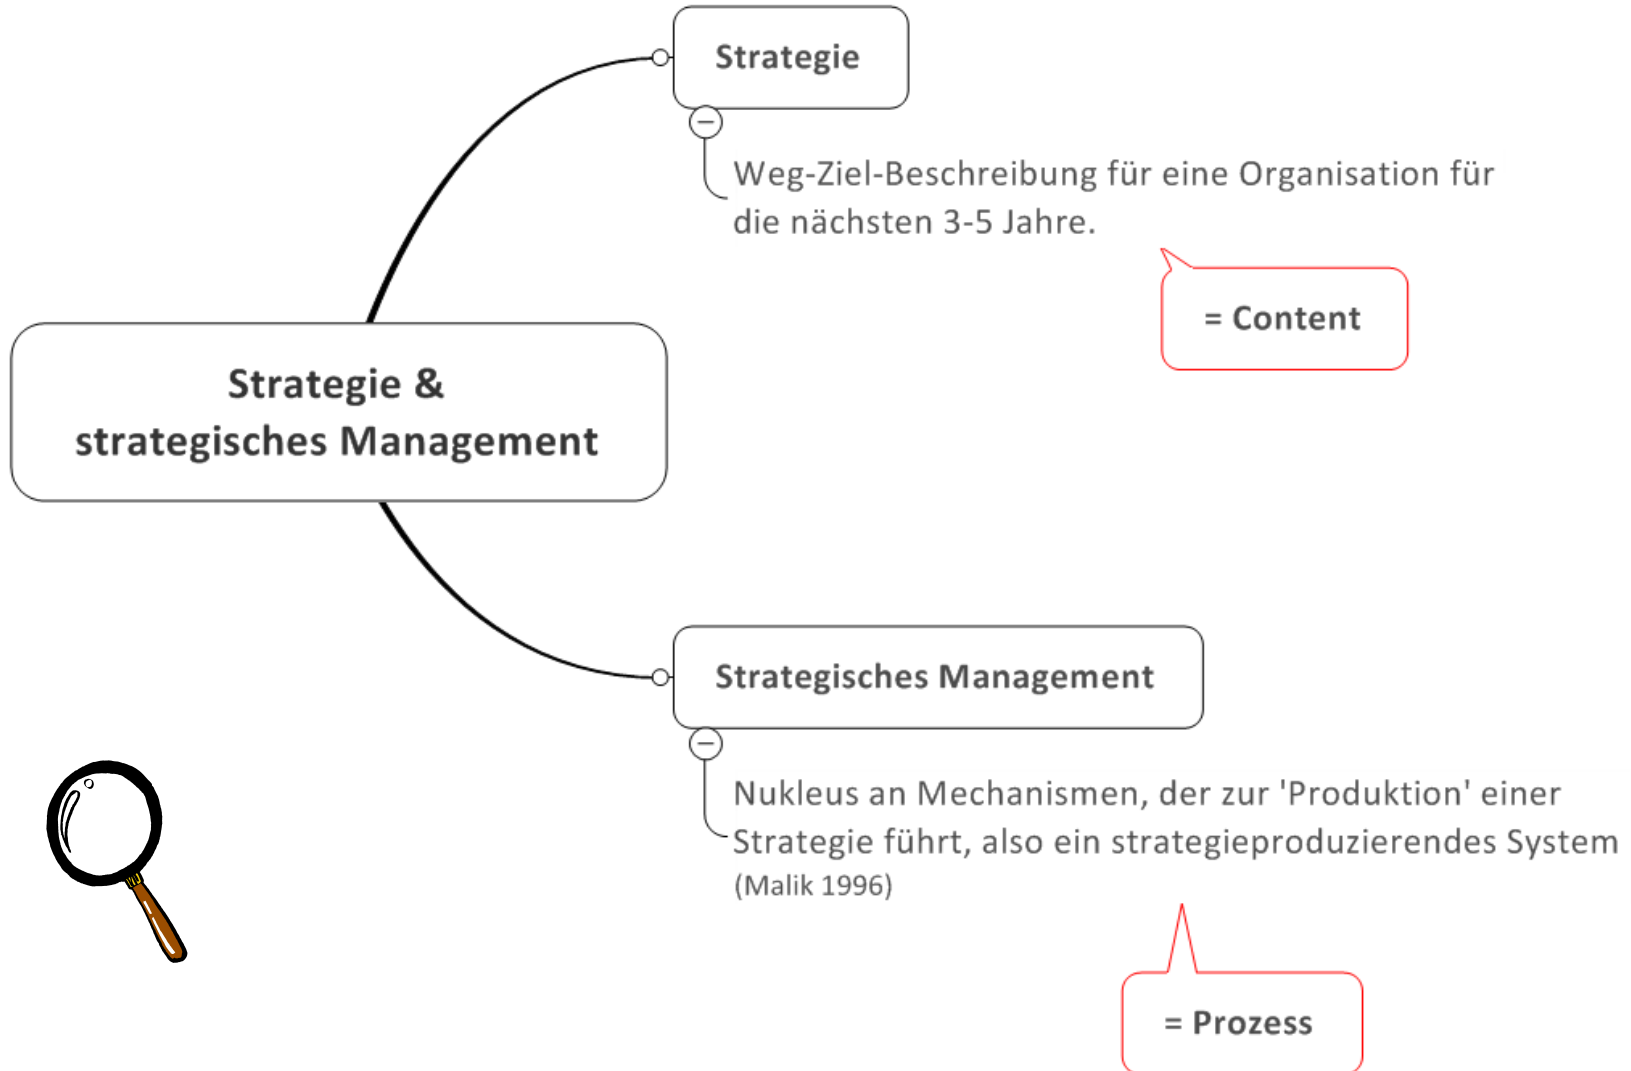 Strategie
Weg-Ziel-Beschreibung für eine Organisation für
die nächsten 3-5 Jahre.
= Content
Strategie &
strategisches Management
Strategisches Management
Nukleus an Mechanismen, der zur 'Produktion' einer
Strategie führt, also ein strategieproduzierendes System
(Malik 1996)
= Prozess